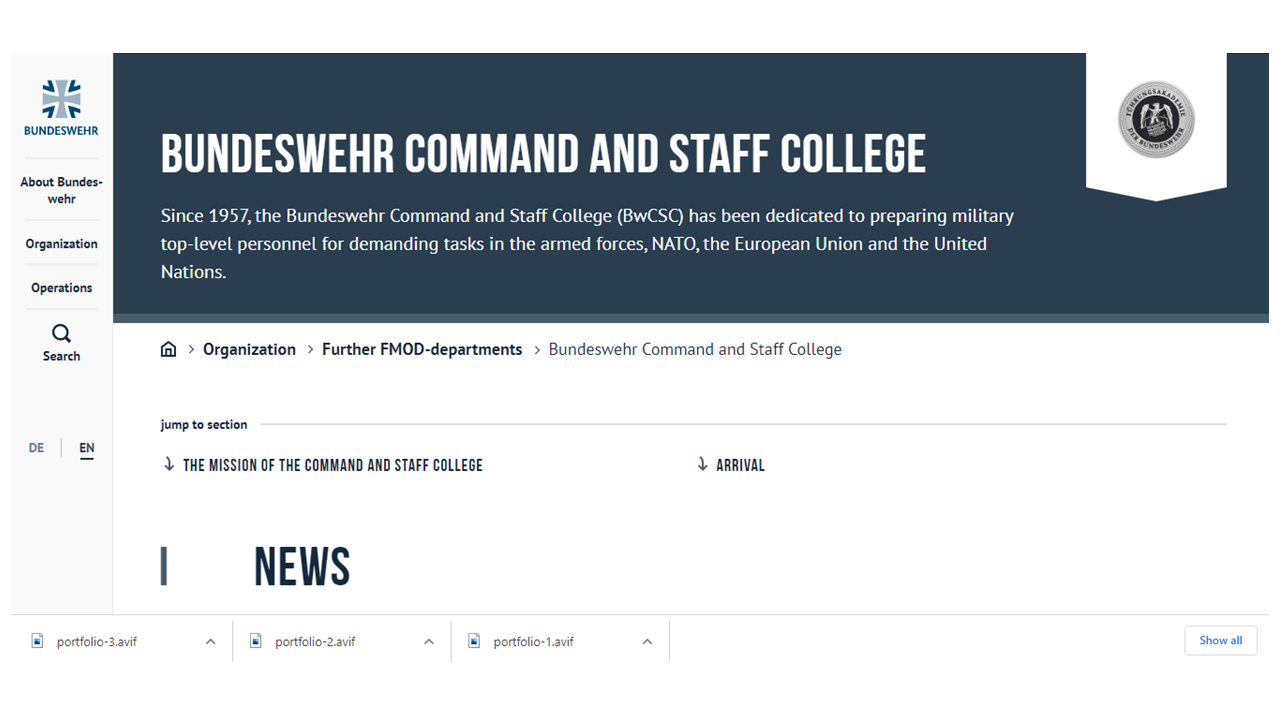 BUNDESWEHR
About Bundes-
wehr
Organization
Operations
Search
DE
EN
BUNDESWEHR COMMAND AND STAFF COLLEGE
Since 1957, the Bundeswehr Command and Staff College (BwCSC) has been dedicated to preparing military
top-level personnel for demanding tasks in the armed forces, NATO, the European Union and the United
Nations.
FÜHRUNGSAKADEMIE
DER BUNDESWEHR
Organization Further FMOD-departments Bundeswehr Command and Staff College
jump to section
THE MISSION OF THE COMMAND AND STAFF COLLEGE
ARRIVAL
NEWS
portfolio-3.avif
portfolio-2.avif
portfolio-1.avif
Show all